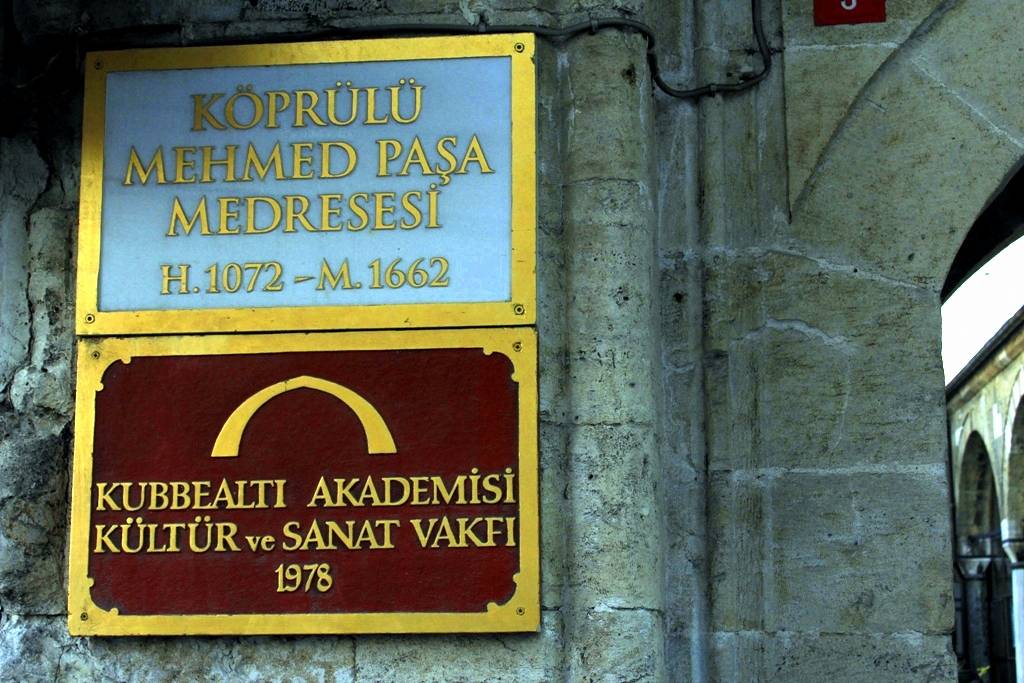 KÖPRÜLÜ
MEHMED PAŞA
MEDRESESİ
H. 1072 - M. 1662
KUBBEALTI AKADEMİSİ
KÜLTÜR ve SANAT VAKFI
1978